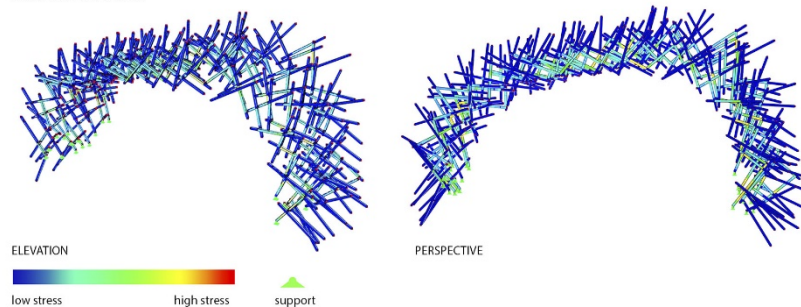 ELEVATION
PERSPECTIVE
low stress
high stress
support